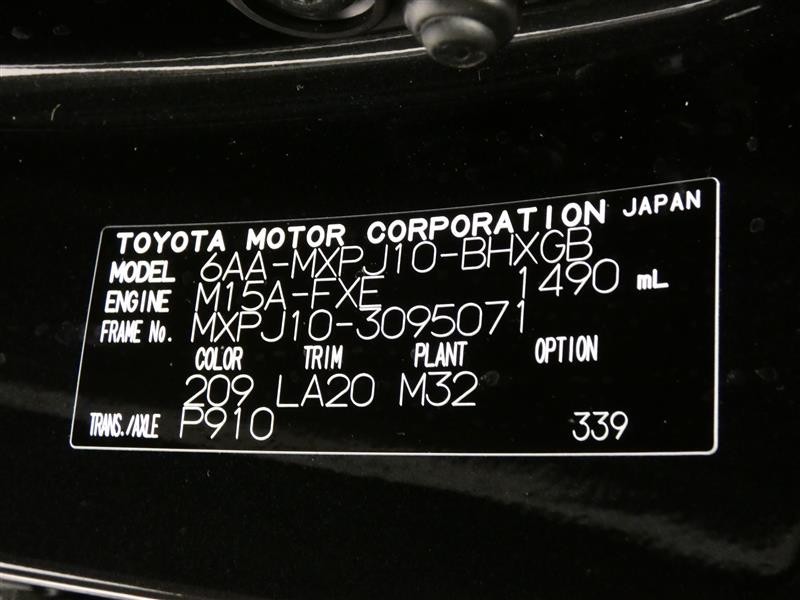 TOYOTA MOTOR CORPORATION JAPAN
MODEL 6AA-MXPJ10-BHXGB
ENGINE M15A-FXE 1490 mL
FRAME No. MXPJ10-3095071
COLOR TRIM PLANT OPTION
209 LA20 M32
TRANS./AXLE P910 339